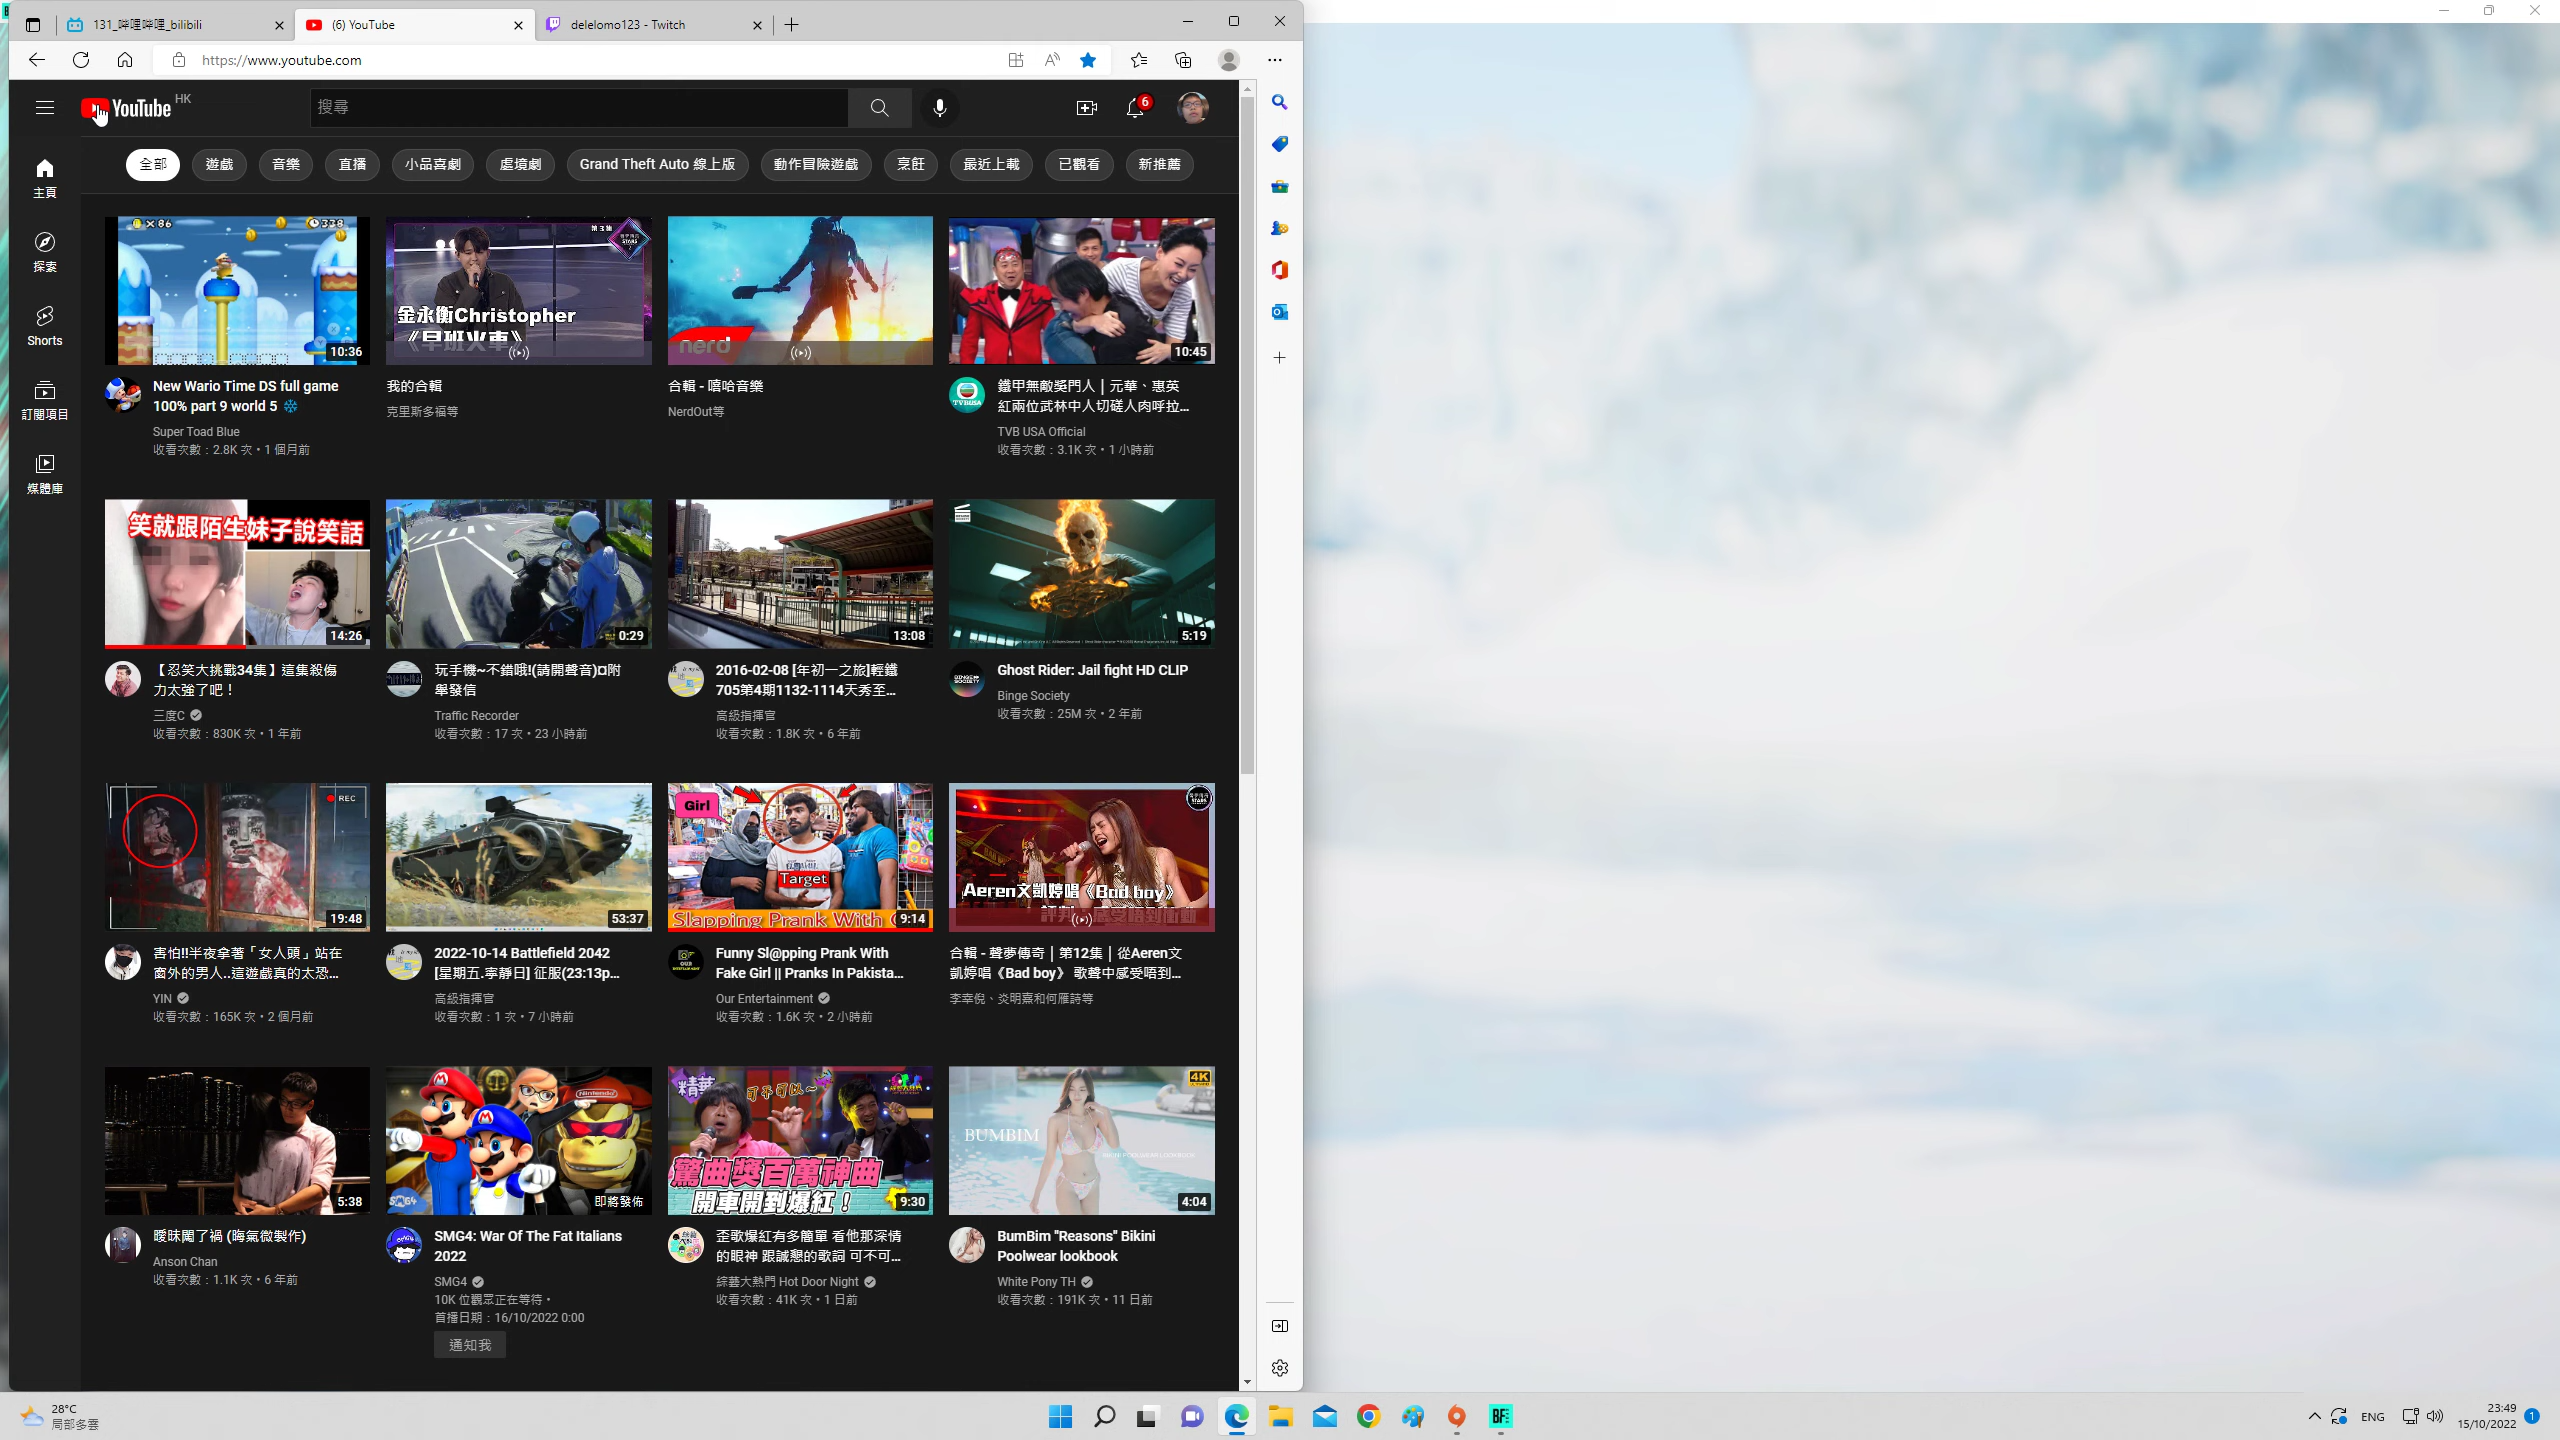 131_哔哩哔哩_bilibili
(6) YouTube
delelomo123 - Twitch
https://www.youtube.com
YouTube HK
搜尋
6
全部
遊戲
音樂
直播
小品喜劇
處境劇
Grand Theft Auto 線上版
動作冒險遊戲
烹飪
最近上載
已觀看
新推薦
主頁
探索
Shorts
訂閱項目
媒體庫
× 86
338
10:36
第3集
金永衡Christopher
《早班火車》
nerd
10:45
New Wario Time DS full game
100% part 9 world 5
Super Toad Blue
收看次數：2.8K 次・1 個月前
我的合輯
克里斯多福等
合輯 - 嘻哈音樂
NerdOut等
TVBUSA
鐵甲無敵獎門人｜元華、惠英
紅兩位武林中人切磋人肉呼拉...
TVB USA Official
收看次數：3.1K 次・1 小時前
笑就跟陌生妹子說笑話
14:26
0:29
13:08
5:19
【忍笑大挑戰34集】這集殺傷
力太強了吧！
三度C
收看次數：830K 次・1 年前
玩手機~不錯哦!(請開聲音)¤附
舉發信
Traffic Recorder
收看次數：17 次・23 小時前
2016-02-08 [年初一之旅]輕鐵
705第4期1132-1114天秀至...
高級指揮官
收看次數：1.8K 次・6 年前
BINGE
SOCIETY
Ghost Rider: Jail fight HD CLIP
Binge Society
收看次數：25M 次・2 年前
REC
19:48
53:37
Girl
Target
Slapping Prank With
9:14
Aeren文凱婷唱《Bad boy》
害怕!!半夜拿著「女人頭」站在
窗外的男人..這遊戲真的太恐...
YIN
收看次數：165K 次・2 個月前
2022-10-14 Battlefield 2042
[星期五.寧靜日] 征服(23:13p...
高級指揮官
收看次數：1 次・7 小時前
Funny Sl@pping Prank With
Fake Girl || Pranks In Pakista...
Our Entertainment
收看次數：1.6K 次・2 小時前
合輯 - 聲夢傳奇｜第12集｜從Aeren文
凱婷唱《Bad boy》 歌聲中感受唔到...
李幸倪、炎明熹和何雁詩等
5:38
Nintendo
SMG4
即將發佈
精華
可不可以~
驚曲獎百萬神曲
開車開到爆紅！
9:30
4K
BUMBIM
4:04
曖昧闖了禍 (晦氣微製作)
Anson Chan
收看次數：1.1K 次・6 年前
SMG4: War Of The Fat Italians
2022
SMG4
10K 位觀眾正在等待・
首播日期：16/10/2022 0:00
通知我
歪歌爆紅有多簡單 看他那深情
的眼神 跟誠懇的歌詞 可不可...
綜藝大熱門 Hot Door Night
收看次數：41K 次・1 日前
BumBim "Reasons" Bikini
Poolwear lookbook
White Pony TH
收看次數：191K 次・11 日前
28°C
局部多雲
BF
ENG
23:49
15/10/2022
1